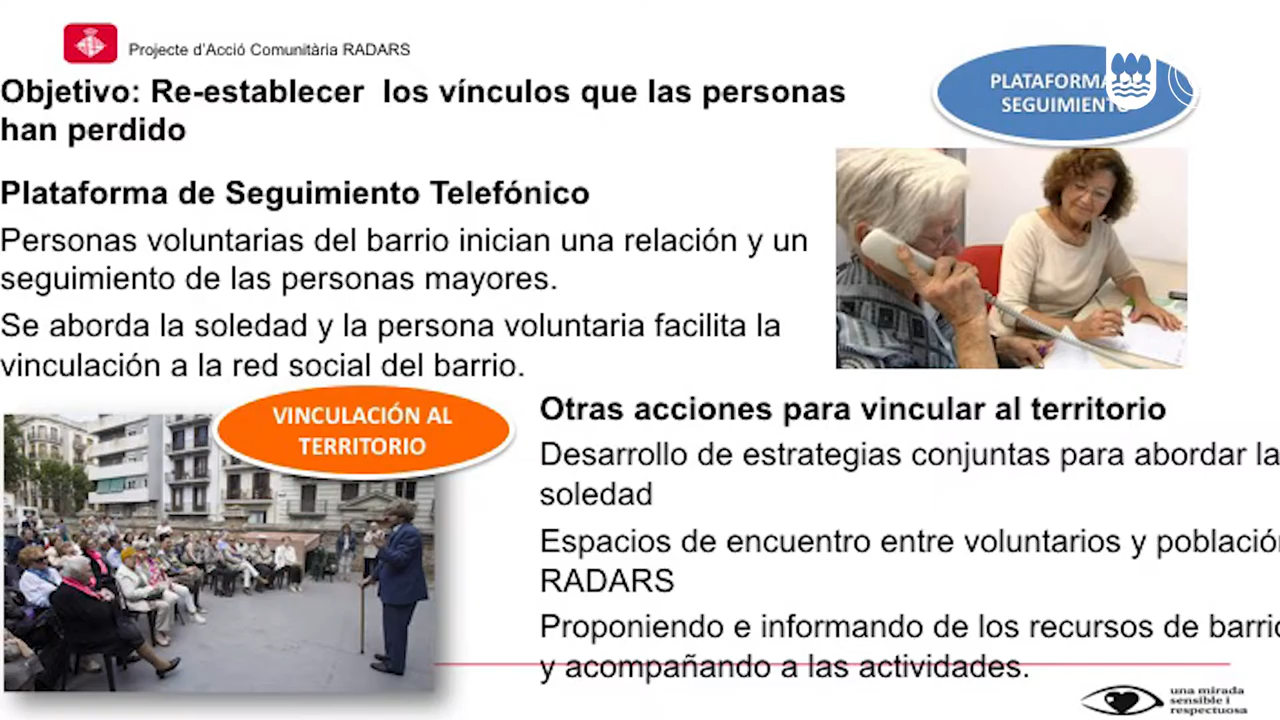 Projecte d'Acció Comunitària RADARS
Objetivo: Re-establecer los vínculos que las personas
han perdido
PLATAFORMA
SEGUIMIENTO
Plataforma de Seguimiento Telefónico
Personas voluntarias del barrio inician una relación y un
seguimiento de las personas mayores.
Se aborda la soledad y la persona voluntaria facilita la
vinculación a la red social del barrio.
VINCULACIÓN AL
TERRITORIO
Otras acciones para vincular al territorio
Desarrollo de estrategias conjuntas para abordar la
soledad
Espacios de encuentro entre voluntarios y población
RADARS
Proponiendo e informando de los recursos de barrio
y acompañando a las actividades.
una mirada
sensible i
respectuosa